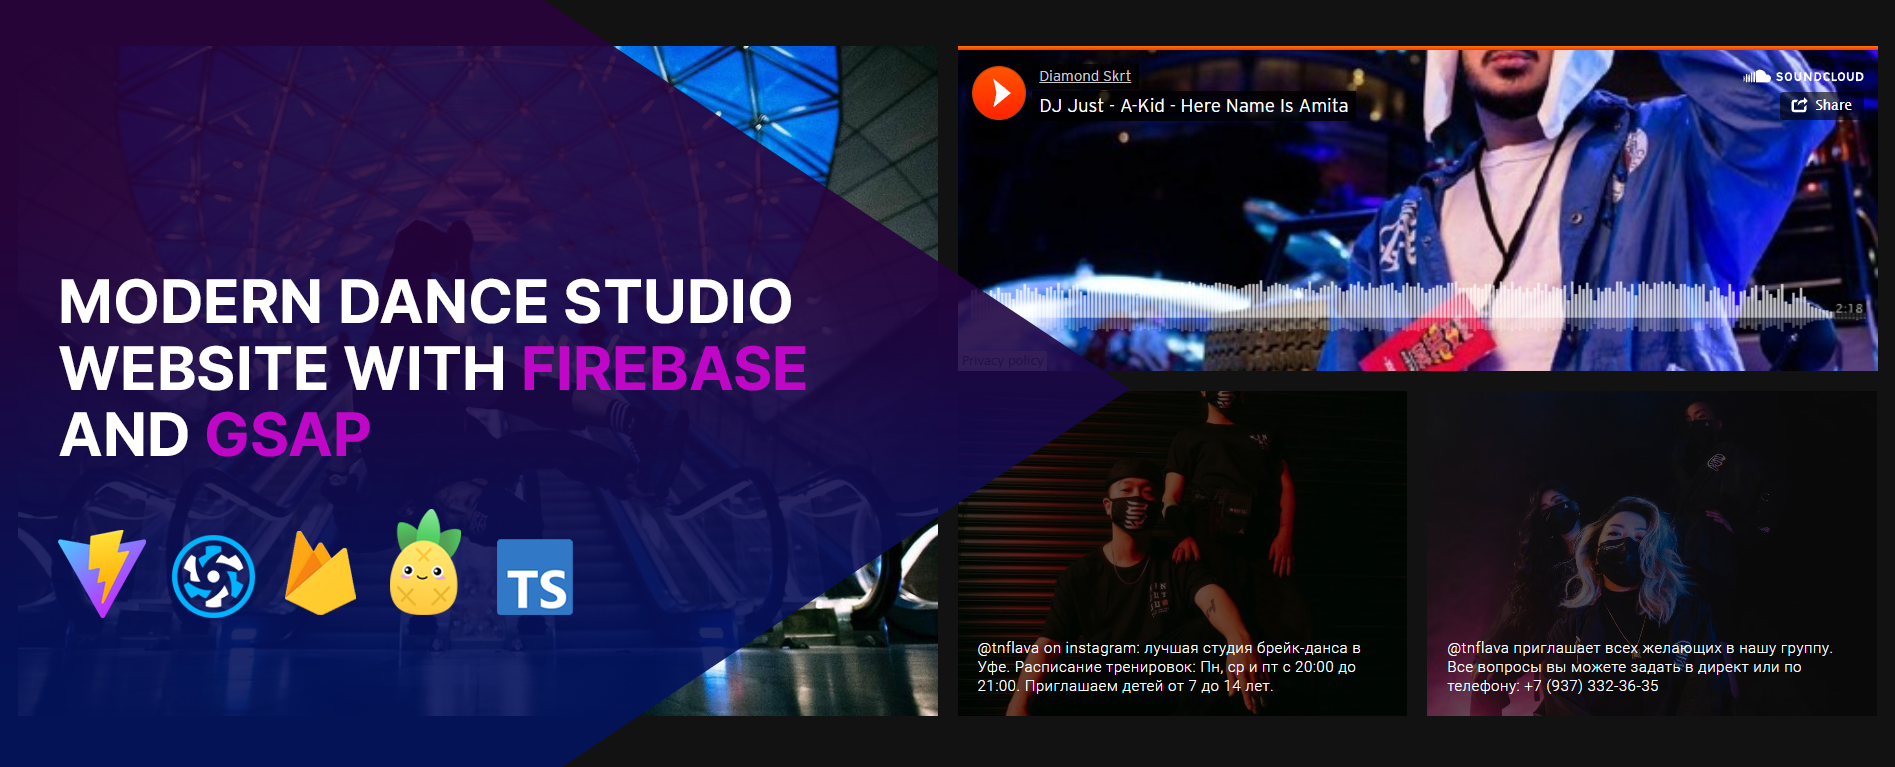 MODERN DANCE STUDIO
WEBSITE WITH FIREBASE
AND GSAP
TS
Diamond Skrt
DJ Just - A-Kid - Here Name Is Amita
SOUNDCLOUD
Share
2:18
Privacy policy
@tnflava on instagram: лучшая студия брейк-данса в
Уфе. Расписание тренировок: Пн, ср и пт с 20:00 до
21:00. Приглашаем детей от 7 до 14 лет.
@tnflava приглашает всех желающих в нашу группу.
Все вопросы вы можете задать в директ или по
телефону: +7 (937) 332-36-35